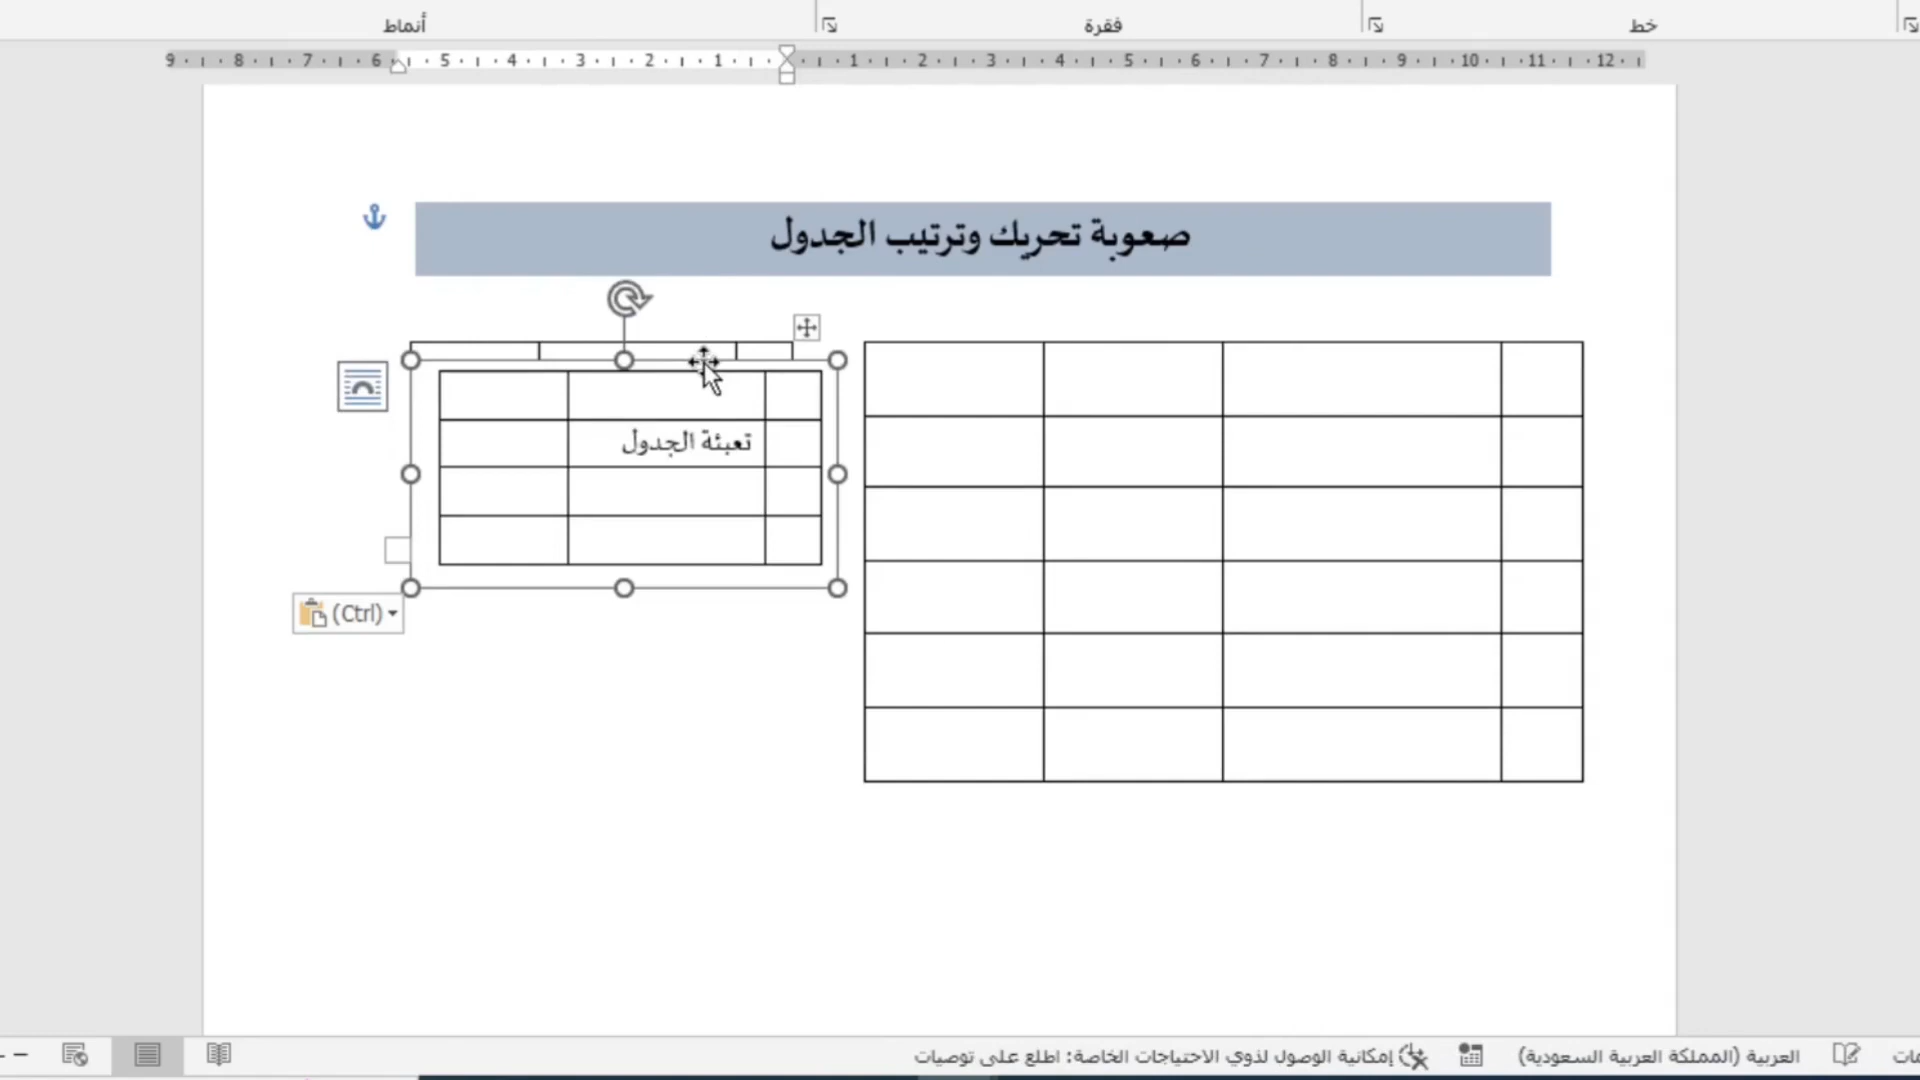 خط
فقرة
أنماط
9 8 7 6 5 4 3 2 1 1 2 3 4 5 6 7 8 9 10 11 12
صعوبة تحريك وترتيب الجدول
تعبئة الجدول
(Ctrl)
العربية (المملكة العربية السعودية)
إمكانية الوصول لذوي الاحتياجات الخاصة: اطلع على توصيات